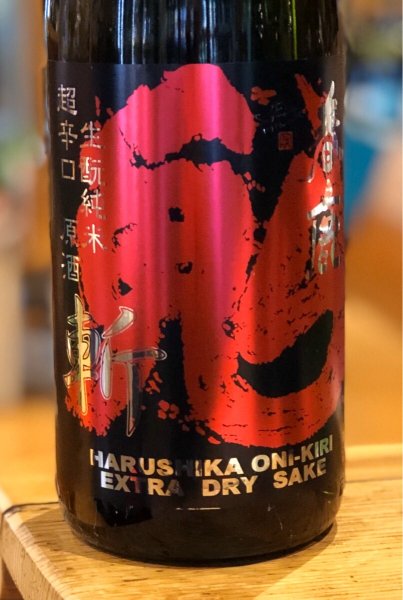 春鹿
鬼
斬
生酛純米
超辛口 原酒
HARUSHIKA ONI-KIRI
EXTRA DRY SAKE